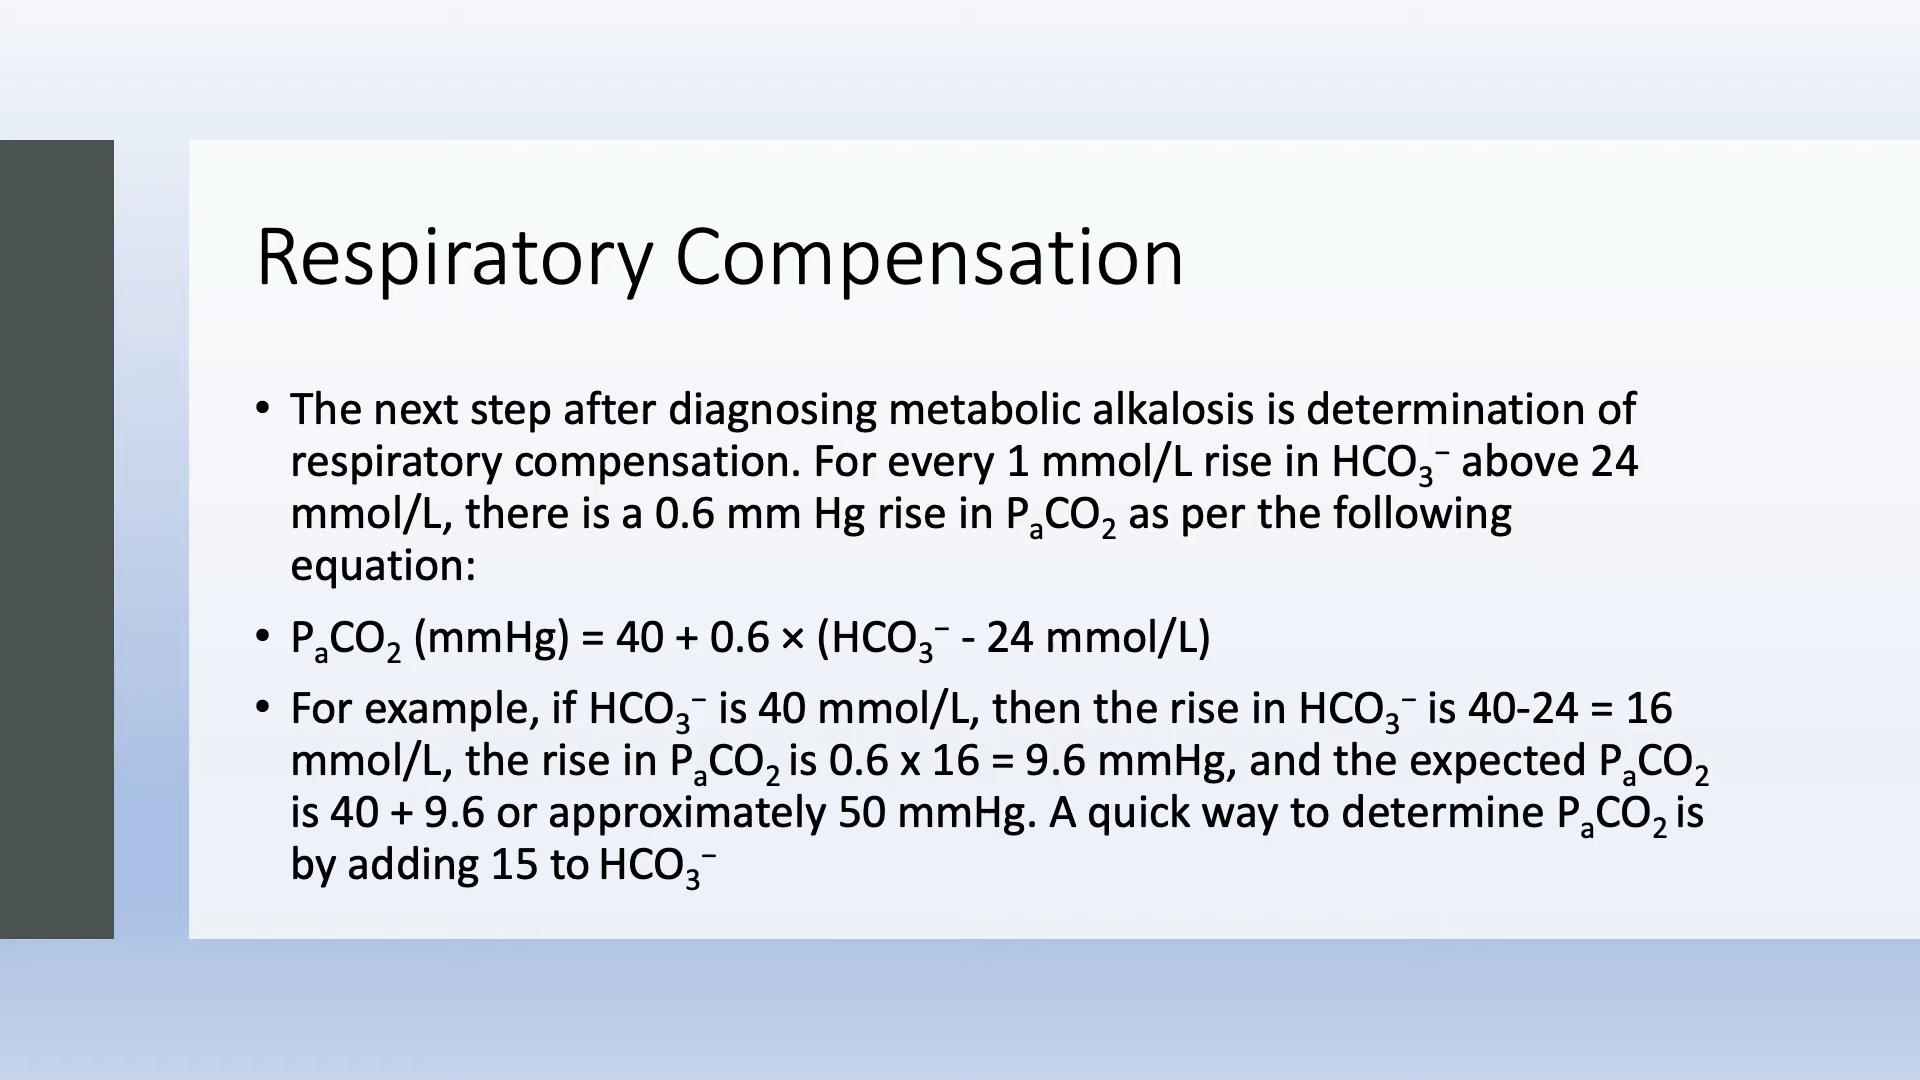 Respiratory Compensation
• The next step after diagnosing metabolic alkalosis is determination of
respiratory compensation. For every 1 mmol/L rise in HCO₃⁻ above 24
mmol/L, there is a 0.6 mm Hg rise in PₐCO₂ as per the following
equation:
• PₐCO₂ (mmHg) = 40 + 0.6 × (HCO₃⁻ - 24 mmol/L)
• For example, if HCO₃⁻ is 40 mmol/L, then the rise in HCO₃⁻ is 40-24 = 16
mmol/L, the rise in PₐCO₂ is 0.6 x 16 = 9.6 mmHg, and the expected PₐCO₂
is 40 + 9.6 or approximately 50 mmHg. A quick way to determine PₐCO₂ is
by adding 15 to HCO₃⁻